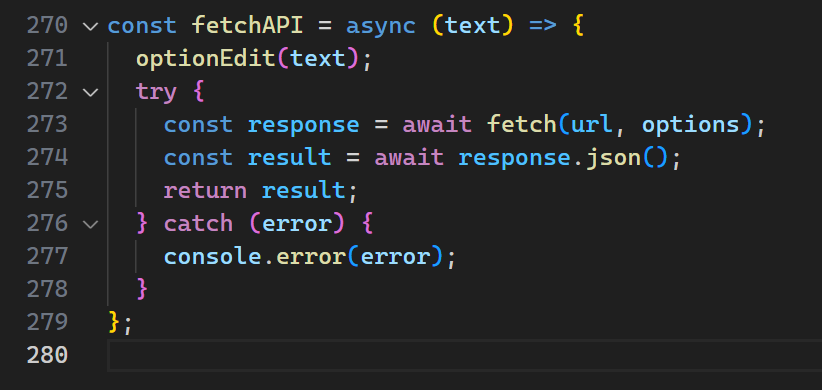 270 const fetchAPI = async (text) => {
271   optionEdit(text);
272   try {
273     const response = await fetch(url, options);
274     const result = await response.json();
275     return result;
276   } catch (error) {
277     console.error(error);
278   }
279 };
280